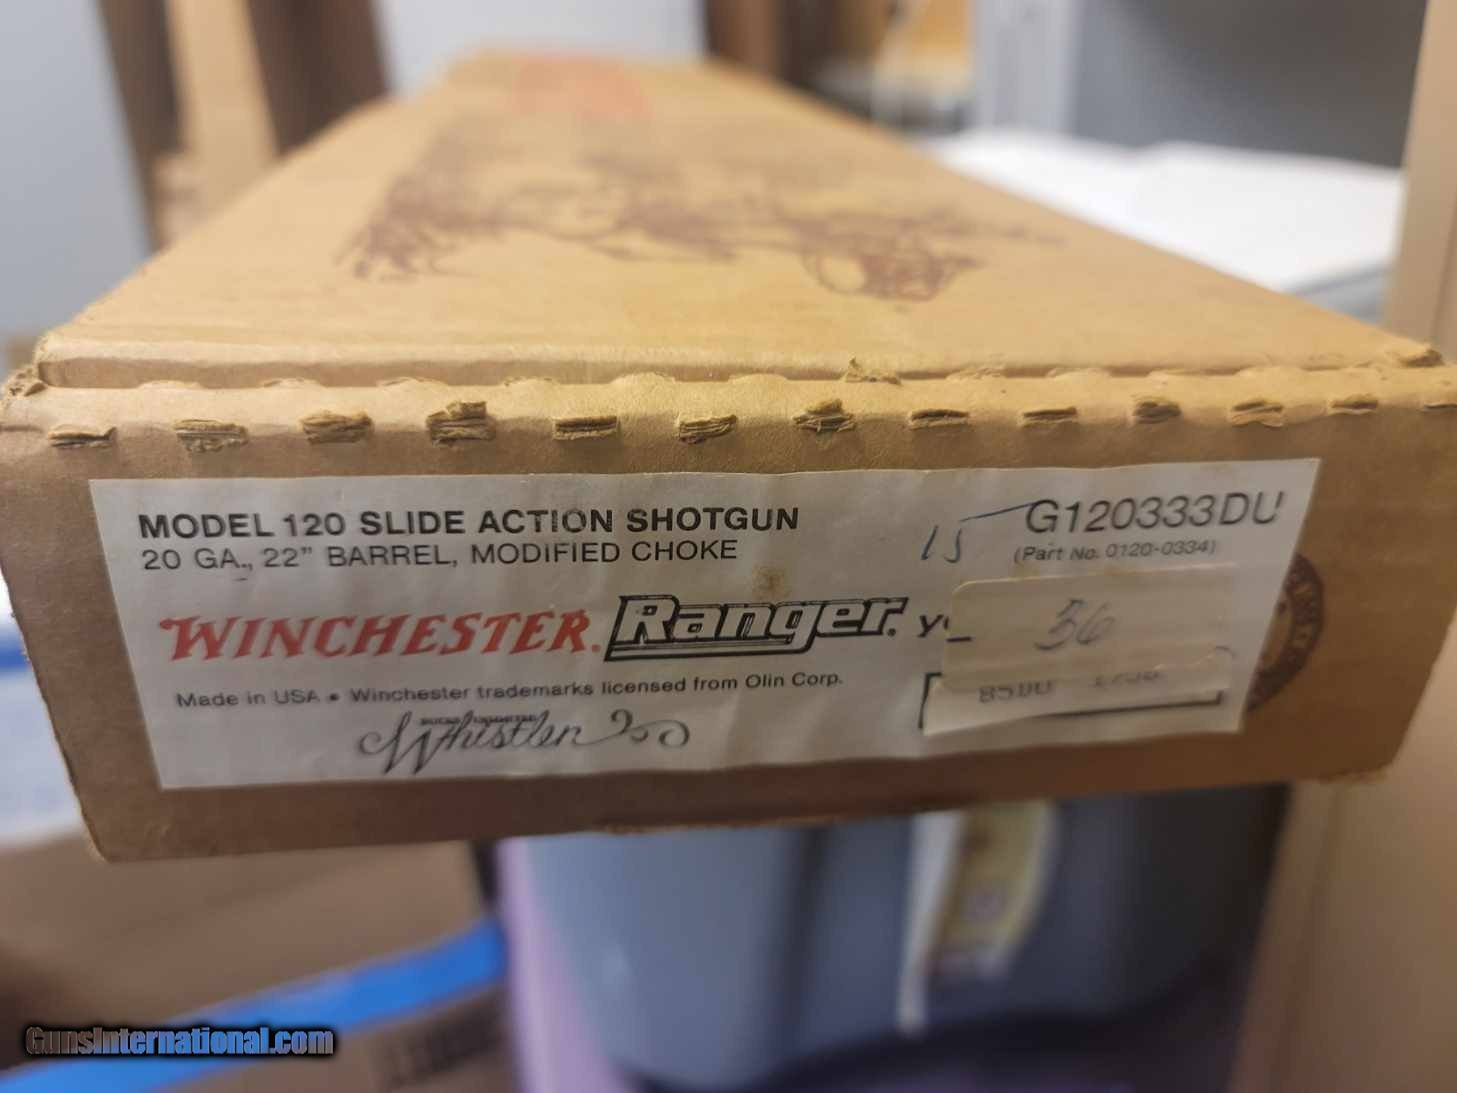 MODEL 120 SLIDE ACTION SHOTGUN
20 GA., 22" BARREL, MODIFIED CHOKE
15
G120333DU
(Part No. 0120-0334)
WINCHESTER. Ranger.
36
Made in USA • Winchester trademarks licensed from Olin Corp.
GunsInternational.com